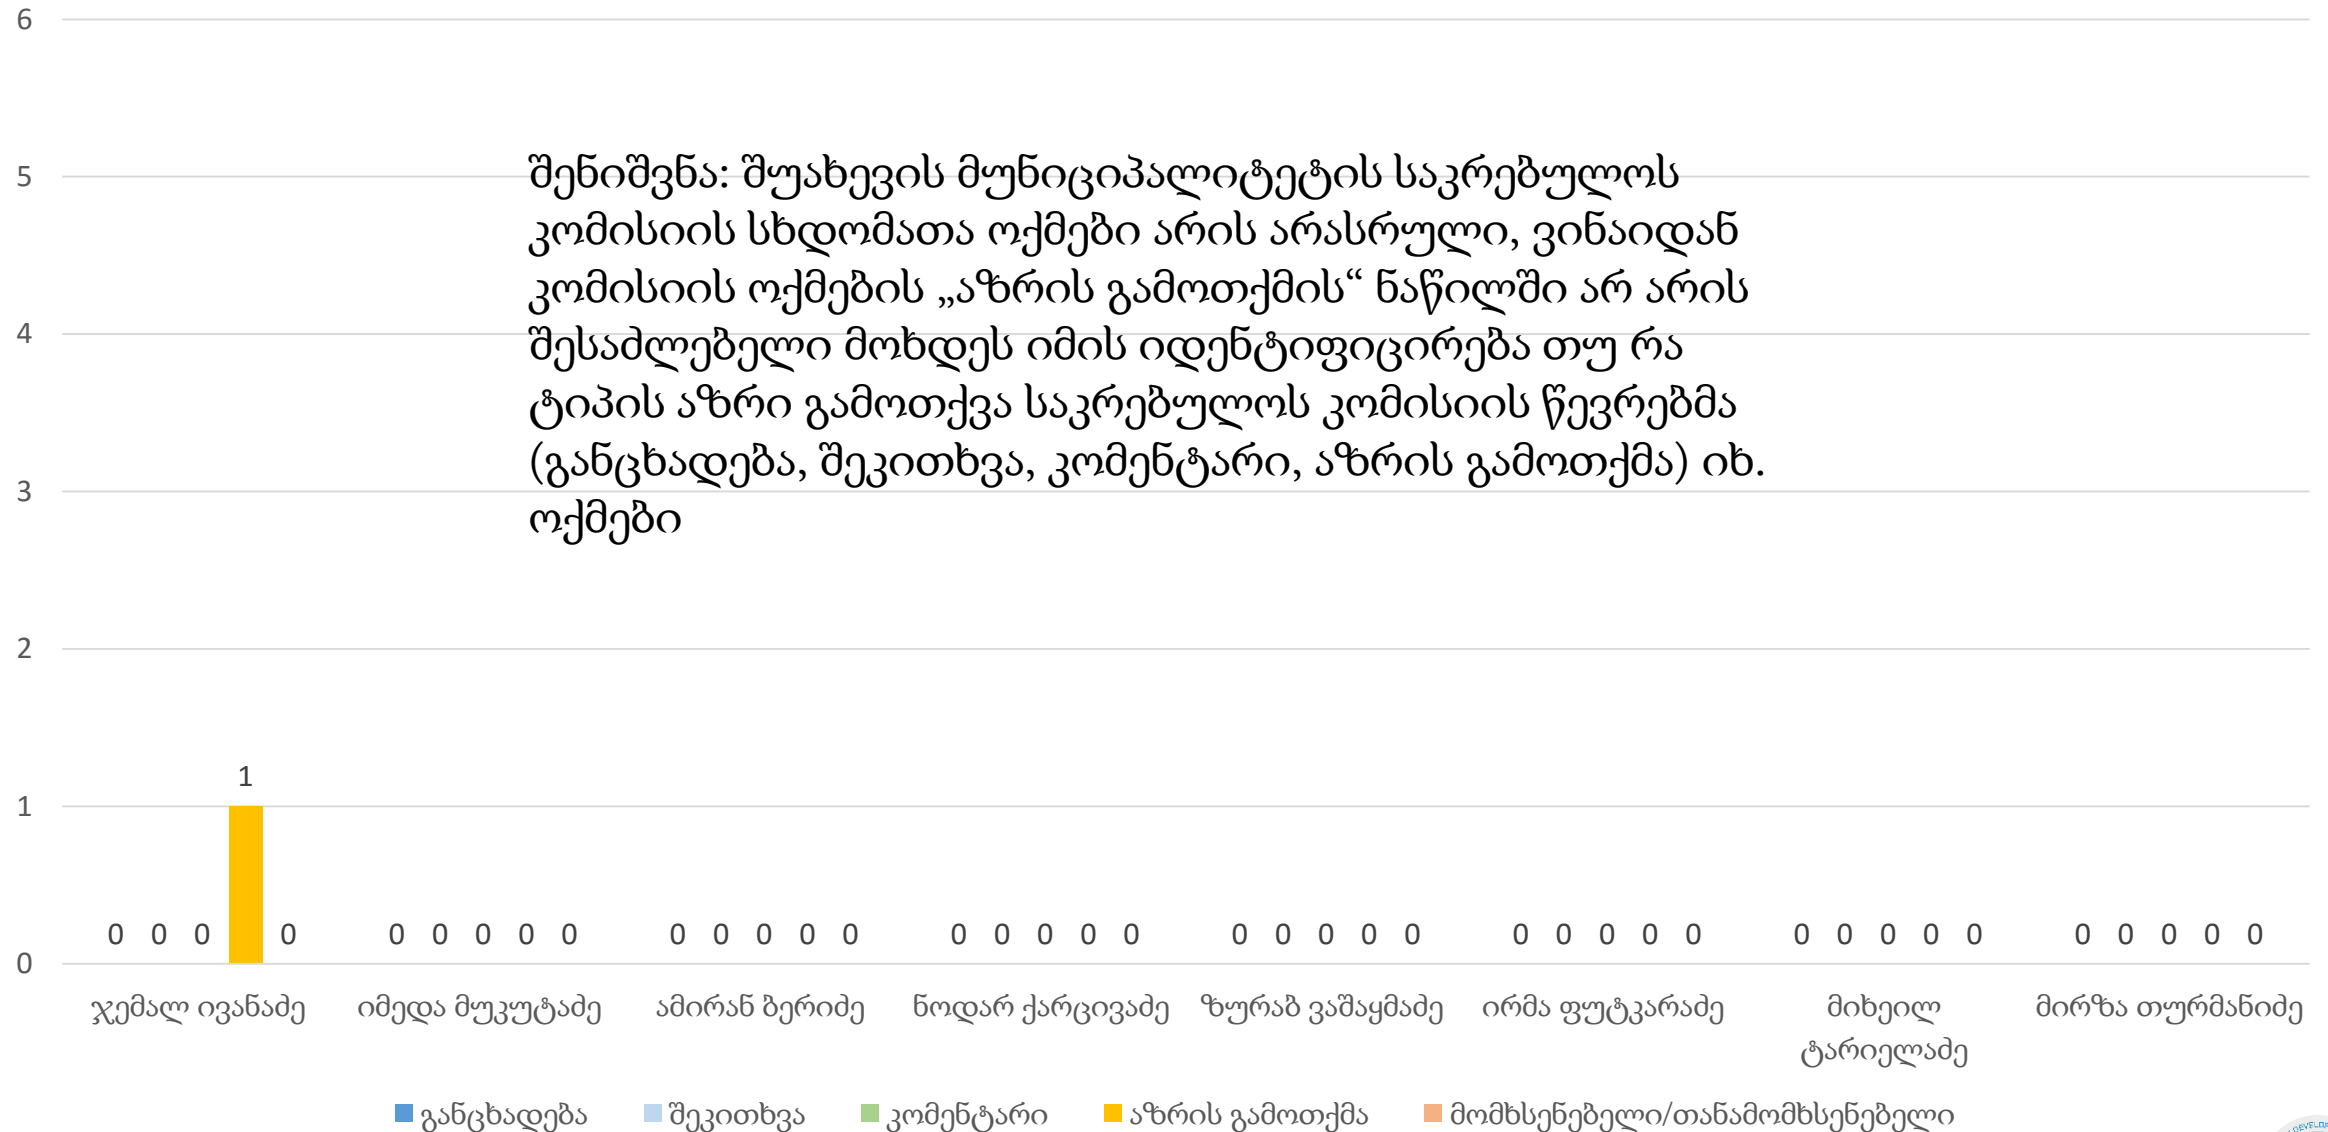 6
5
4
3
2
1
0
შენიშვნა: შუახევის მუნიციპალიტეტის საკრებულოს
კომისიის სხდომათა ოქმები არის არასრული, ვინაიდან
კომისიის ოქმების „აზრის გამოთქმის“ ნაწილში არ არის
შესაძლებელი მოხდეს იმის იდენტიფიცირება თუ რა
ტიპის აზრი გამოთქვა საკრებულოს კომისიის წევრებმა
(განცხადება, შეკითხვა, კომენტარი, აზრის გამოთქმა) იხ.
ოქმები
1
0 0 0 0 0 0 0 0 0 0 0 0 0 0 0 0 0 0 0 0 0 0 0 0 0 0 0 0 0 0 0 0 0 0 0 0 0 0 0
ჯემალ ივანაძე იმედა მუკუტაძე ამირან ბერიძე ნოდარ ქარცივაძე ზურაბ ვაშაყმაძე ირმა ფუტკარაძე მიხეილ მირზა თურმანიძე
ტარიელაძე
განცხადება შეკითხვა კომენტარი აზრის გამოთქმა მომხსენებელი/თანამომხსენებელი